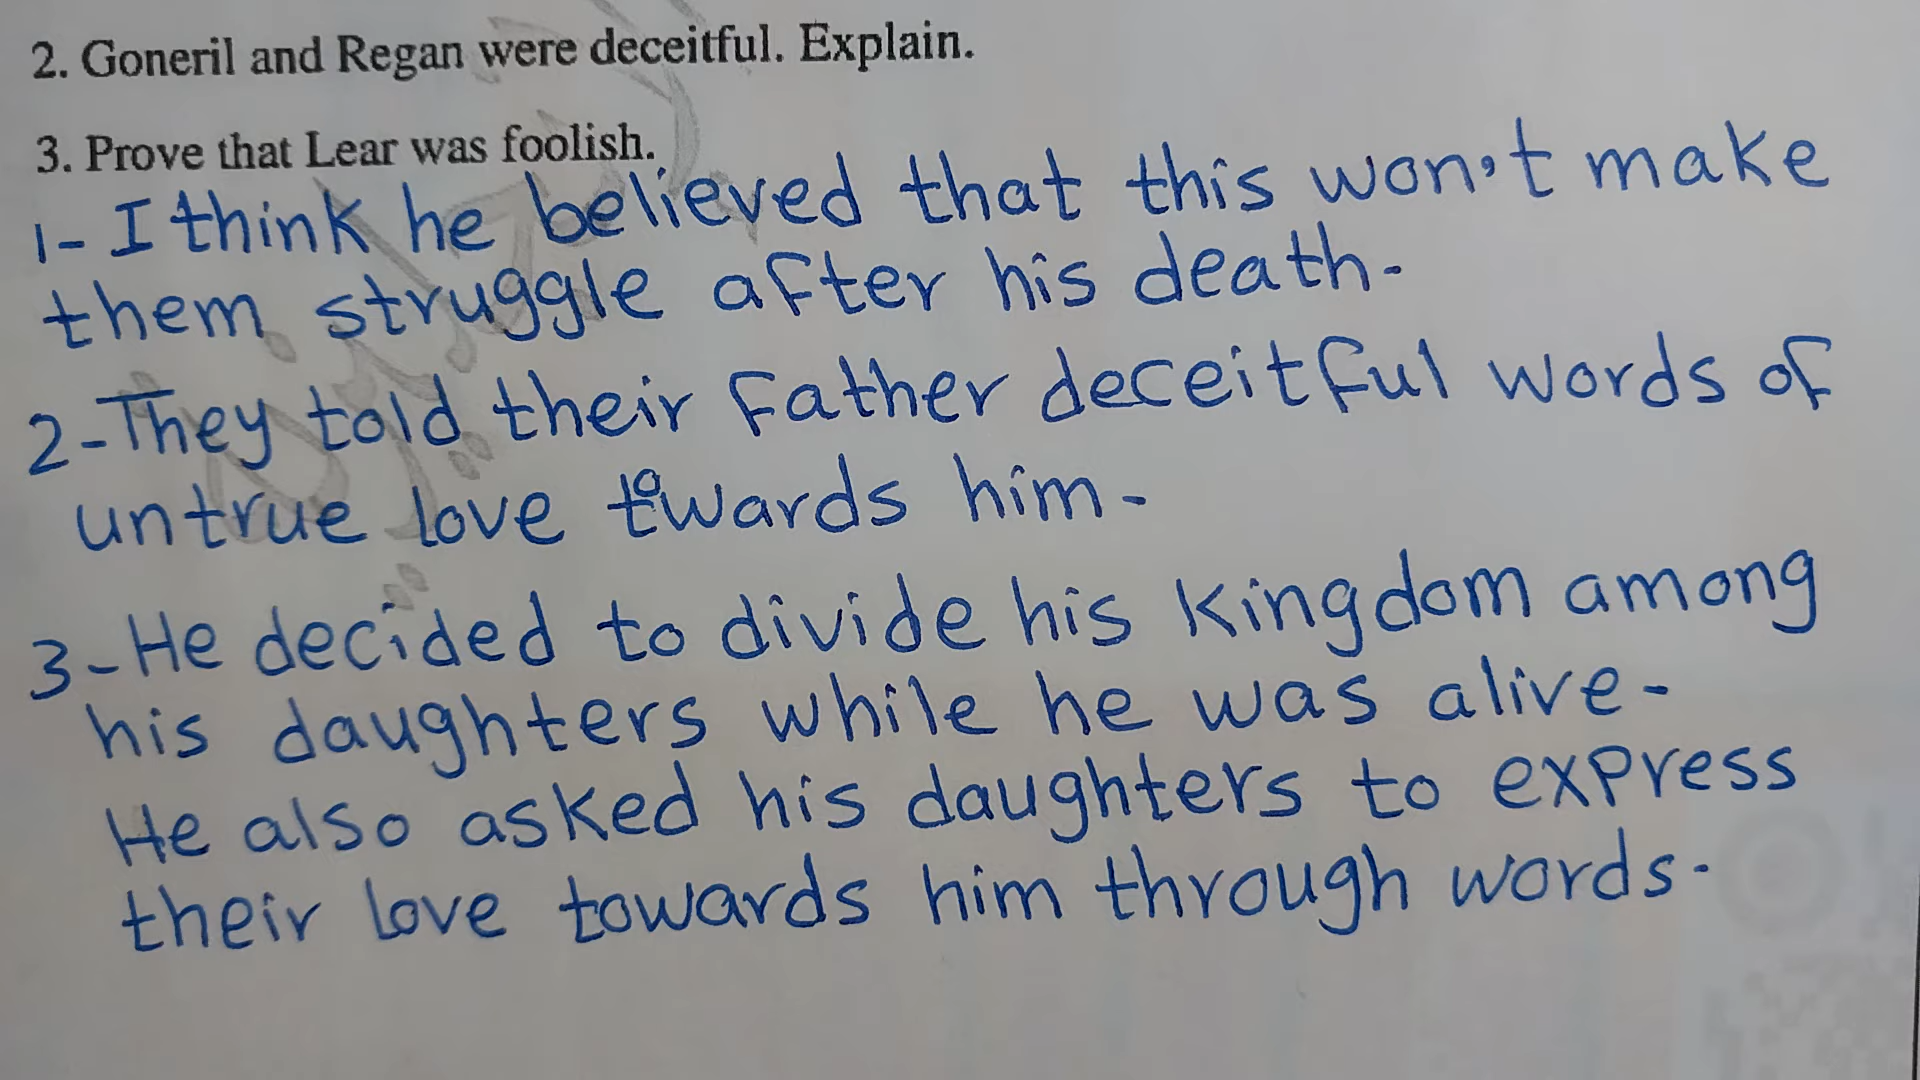 2. Goneril and Regan were deceitful. Explain.
3. Prove that Lear was foolish.
1- I think he believed that this won't make
them struggle after his death.
2- They told their Father deceitful words of
untrue love towards him.
3- He decided to divide his Kingdom among
his daughters while he was alive.
He also asked his daughters to express
their love towards him through words.